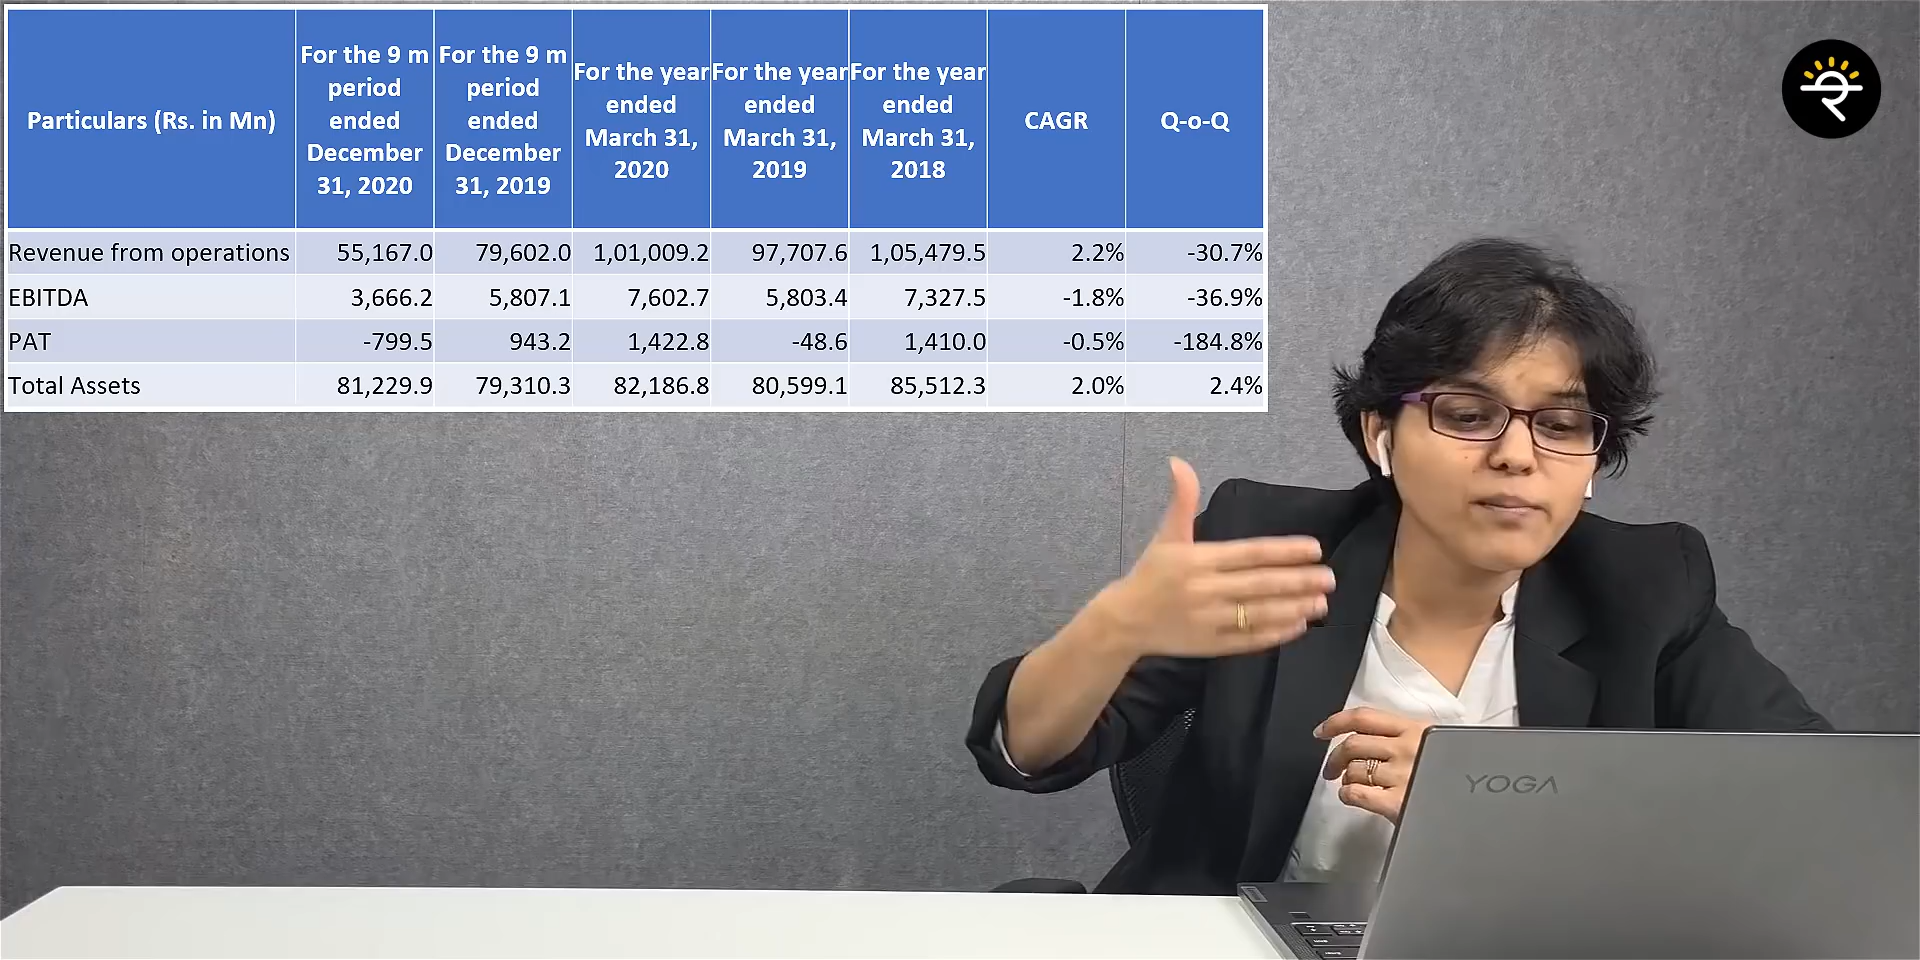 Particulars (Rs. in Mn)
For the 9 m
period
ended
December
31, 2020
For the 9 m
period
ended
December
31, 2019
For the year
ended
March 31,
2020
For the year
ended
March 31,
2019
For the year
ended
March 31,
2018
CAGR
Q-o-Q
Revenue from operations 55,167.0 79,602.0 1,01,009.2 97,707.6 1,05,479.5 2.2% -30.7%
EBITDA 3,666.2 5,807.1 7,602.7 5,803.4 7,327.5 -1.8% -36.9%
PAT -799.5 943.2 1,422.8 -48.6 1,410.0 -0.5% -184.8%
Total Assets 81,229.9 79,310.3 82,186.8 80,599.1 85,512.3 2.0% 2.4%
YOGA